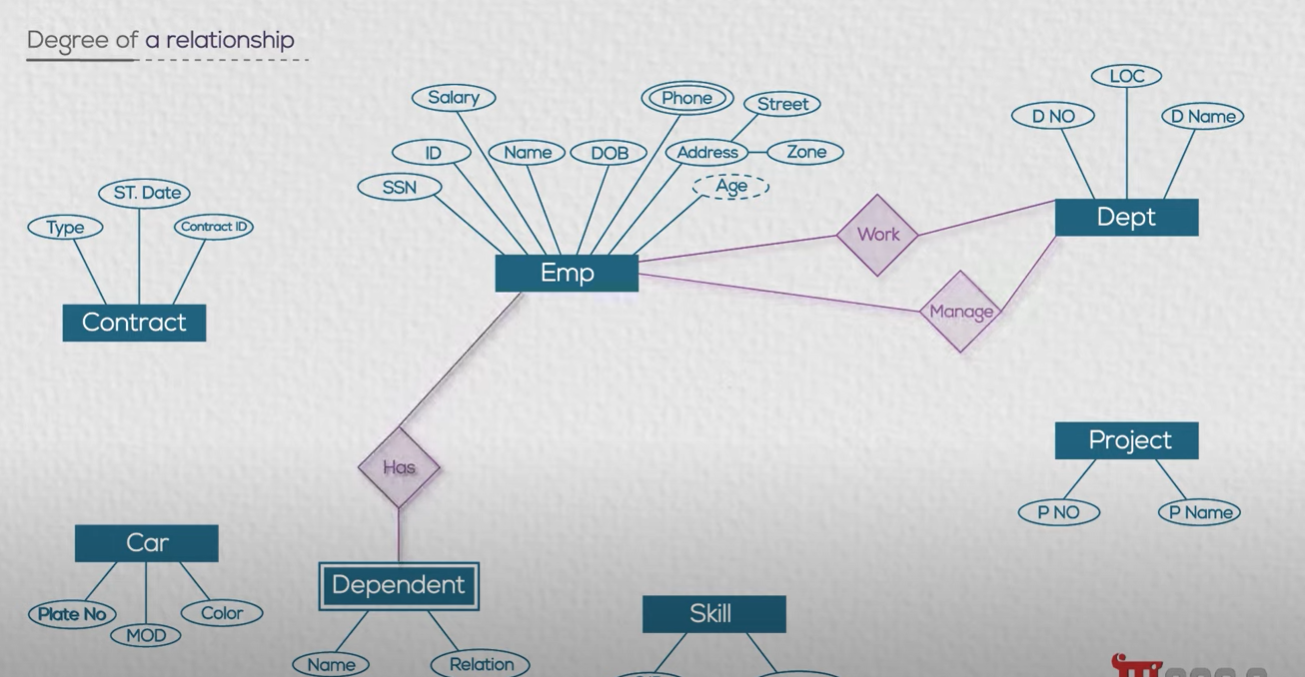 Degree of a relationship
LOC
Salary
Phone
Street
D NO
D Name
ID
Name
DOB
Address
Zone
SSN
Age
ST. Date
Type
Contract ID
Work
Dept
Emp
Manage
Contract
Project
Has
P NO
P Name
Car
Dependent
Skill
Plate No
MOD
Color
Name
Relation